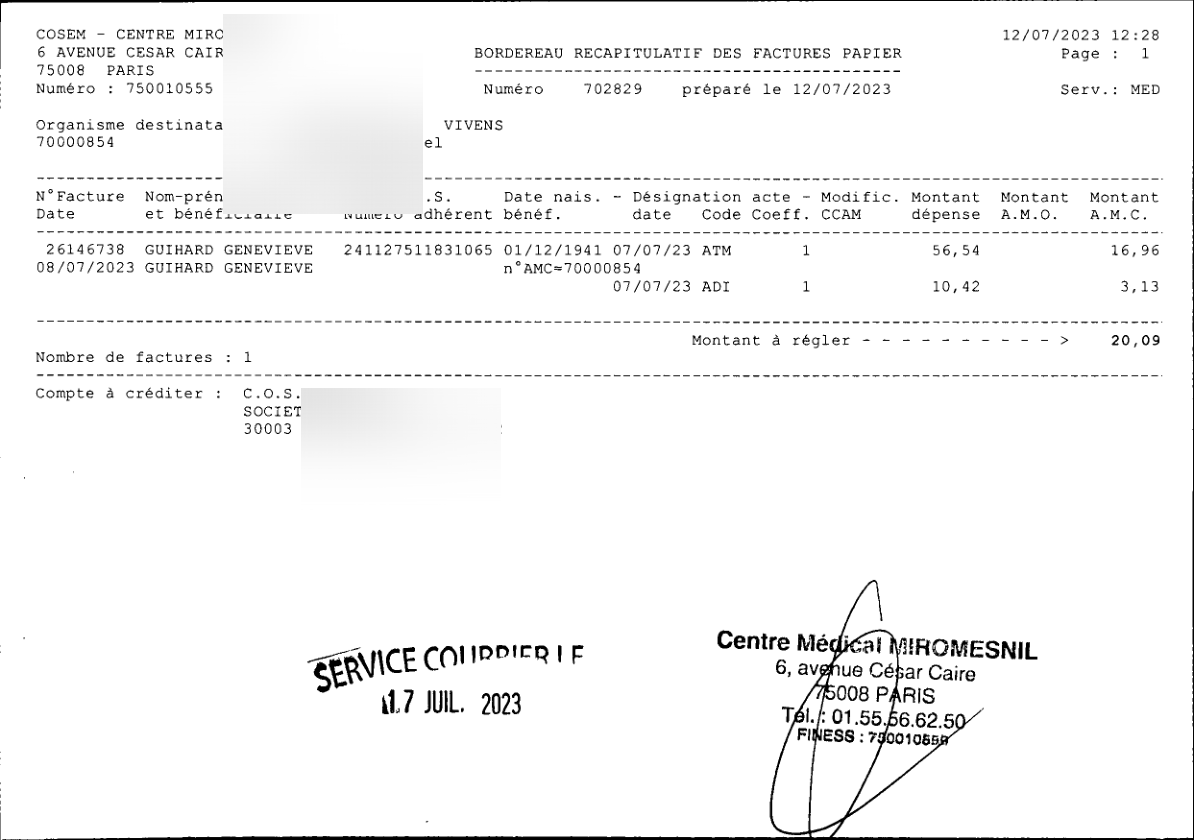 COSEM - CENTRE MIRO 12/07/2023 12:28
6 AVENUE CESAR CAIR BORDEREAU RECAPITULATIF DES FACTURES PAPIER Page : 1
75008 PARIS
Numéro : 750010555 Numéro 702829 préparé le 12/07/2023 Serv.: MED
Organisme destinata VIVENS
70000854 el
N°Facture Nom-prén .S. Date nais. - Désignation acte - Modific. Montant Montant Montant
Date et bénéficiaire Numéro adhérent bénéf. date Code Coeff. CCAM dépense A.M.O. A.M.C.
26146738 GUIHARD GENEVIEVE 241127511831065 01/12/1941 07/07/23 ATM 1 56,54 16,96
08/07/2023 GUIHARD GENEVIEVE n°AMC=70000854
07/07/23 ADI 1 10,42 3,13
Montant à régler - - - - - - - - - - - > 20,09
Nombre de factures : 1
Compte à créditer : C.O.S.
SOCIET
30003
SERVICE COURRIER LE
17 JUIL. 2023
Centre Médical MIROMESNIL
6, avenue César Caire
75008 PARIS
Tél. : 01.55.56.62.50
FINESS :